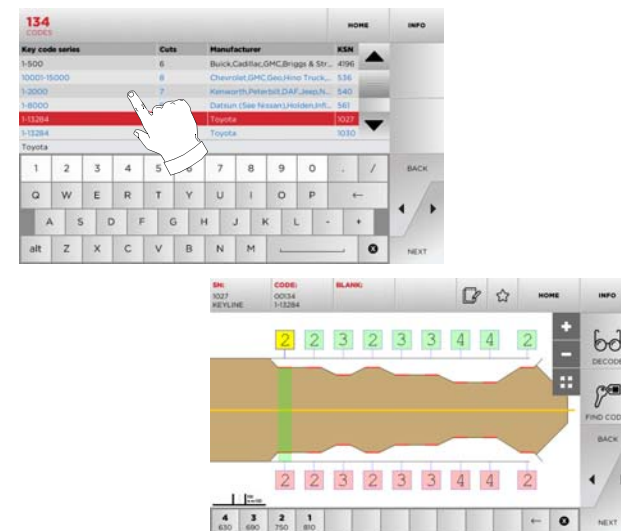 134
CODES
HOME
INFO
Key code series Cuts Manufacturer KSN
1-500 6 Buick,Cadillac,GMC,Briggs & Str... 4196
10001-15000 8 Chevrolet,GMC,Geo,Hino Truck,... 536
1-2000 7 Kenworth,Peterbilt,DAF,Jeep,N... 540
1-8000 Datsun (See Nissan),Holden,Infi... 561
1-13284 Toyota 1027
1-13284 Toyota 1030
Toyota
1 2 3 4 5 6 7 8 9 0 . /
BACK
Q W E R T Y U I O P ←
A S D F G H J K L - +
alt Z X C V B N M
NEXT
SN: CODE: BLANK:
1027 00134
KEYLINE 1-13284
HOME
INFO
2 2 3 2 3 3 4 4 2
+
-
DECODE
FIND CODE
BACK
2 2 3 2 3 3 4 4 2
4 3 2 1
630 690 750 810
←
NEXT